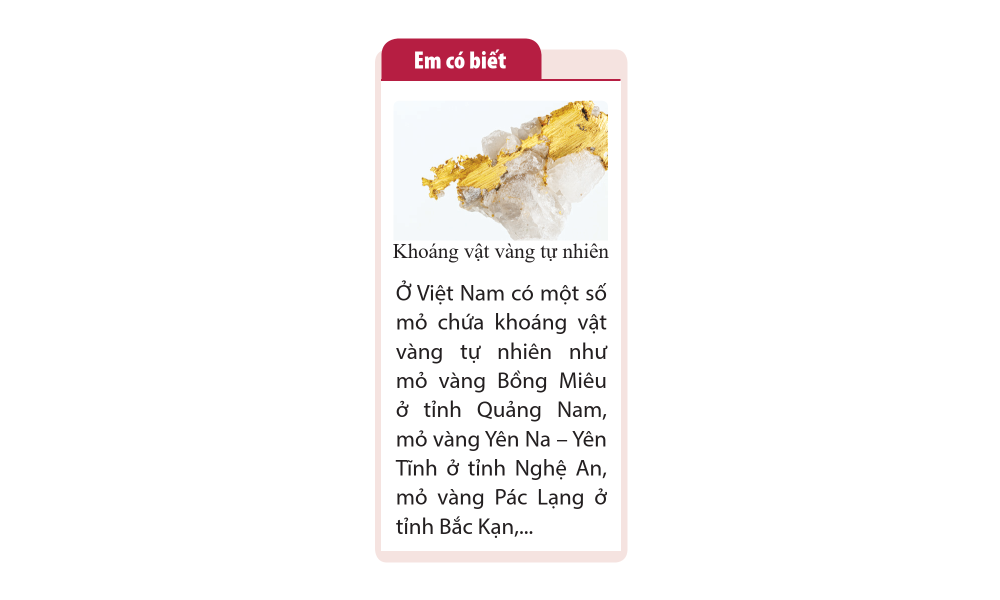 Em có biết
Khoáng vật vàng tự nhiên
Ở Việt Nam có một số
mỏ chứa khoáng vật
vàng tự nhiên như
mỏ vàng Bồng Miêu
ở tỉnh Quảng Nam,
mỏ vàng Yên Na – Yên
Tĩnh ở tỉnh Nghệ An,
mỏ vàng Pác Lạng ở
tỉnh Bắc Kạn,...